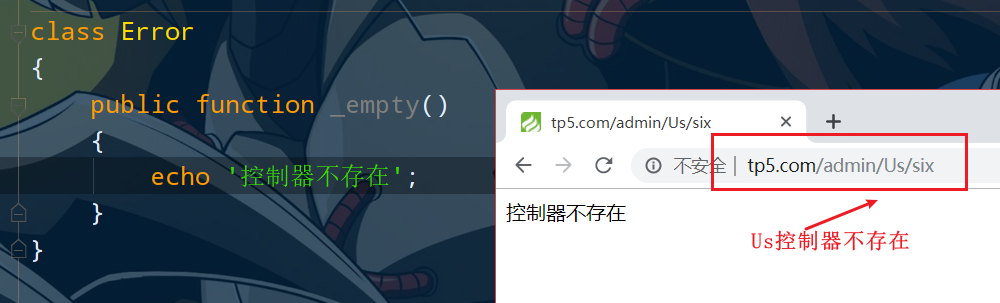 class Error
{
public function _empty()
{
echo '控制器不存在';
}
}
tp5.com/admin/Us/six
不安全 | tp5.com/admin/Us/six
控制器不存在
Us控制器不存在